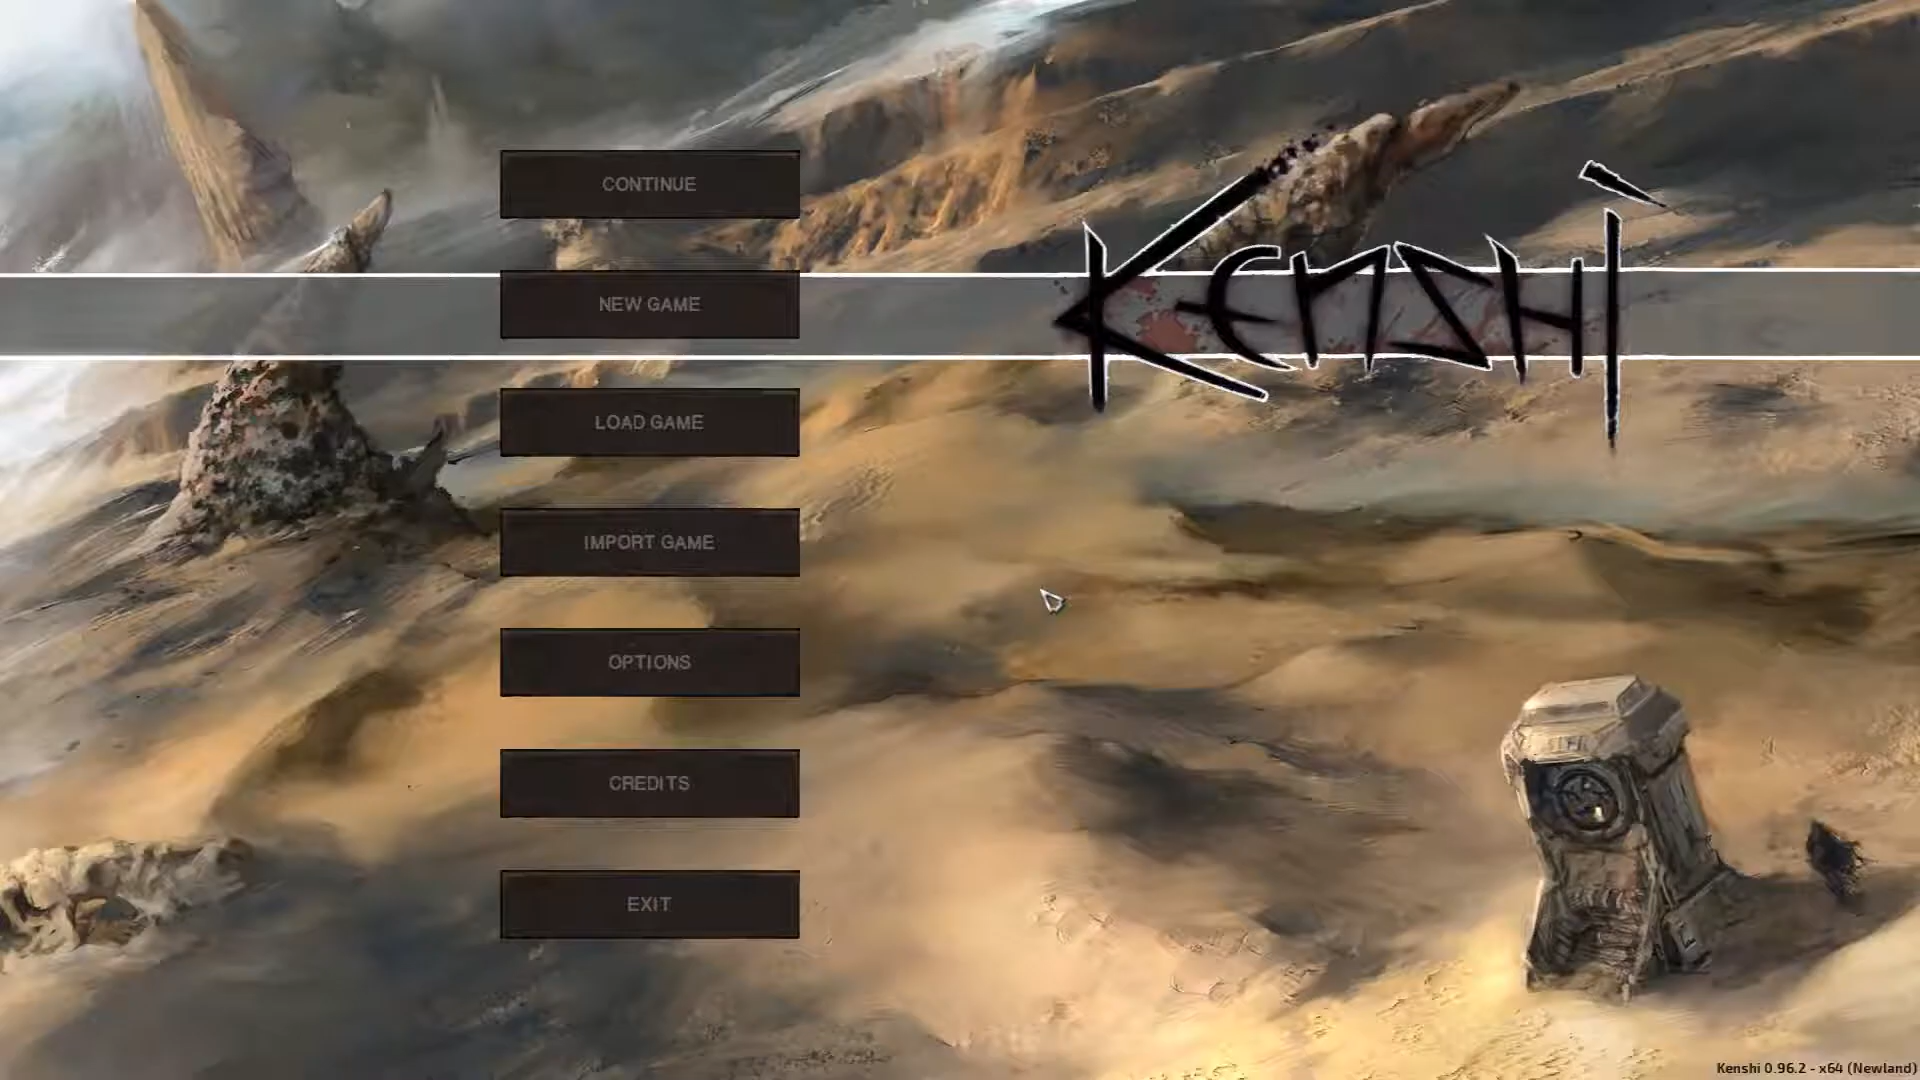 CONTINUE
KENSHI
NEW GAME
LOAD GAME
IMPORT GAME
OPTIONS
CREDITS
EXIT
Kenshi 0.96.2 - x64 (Newland)